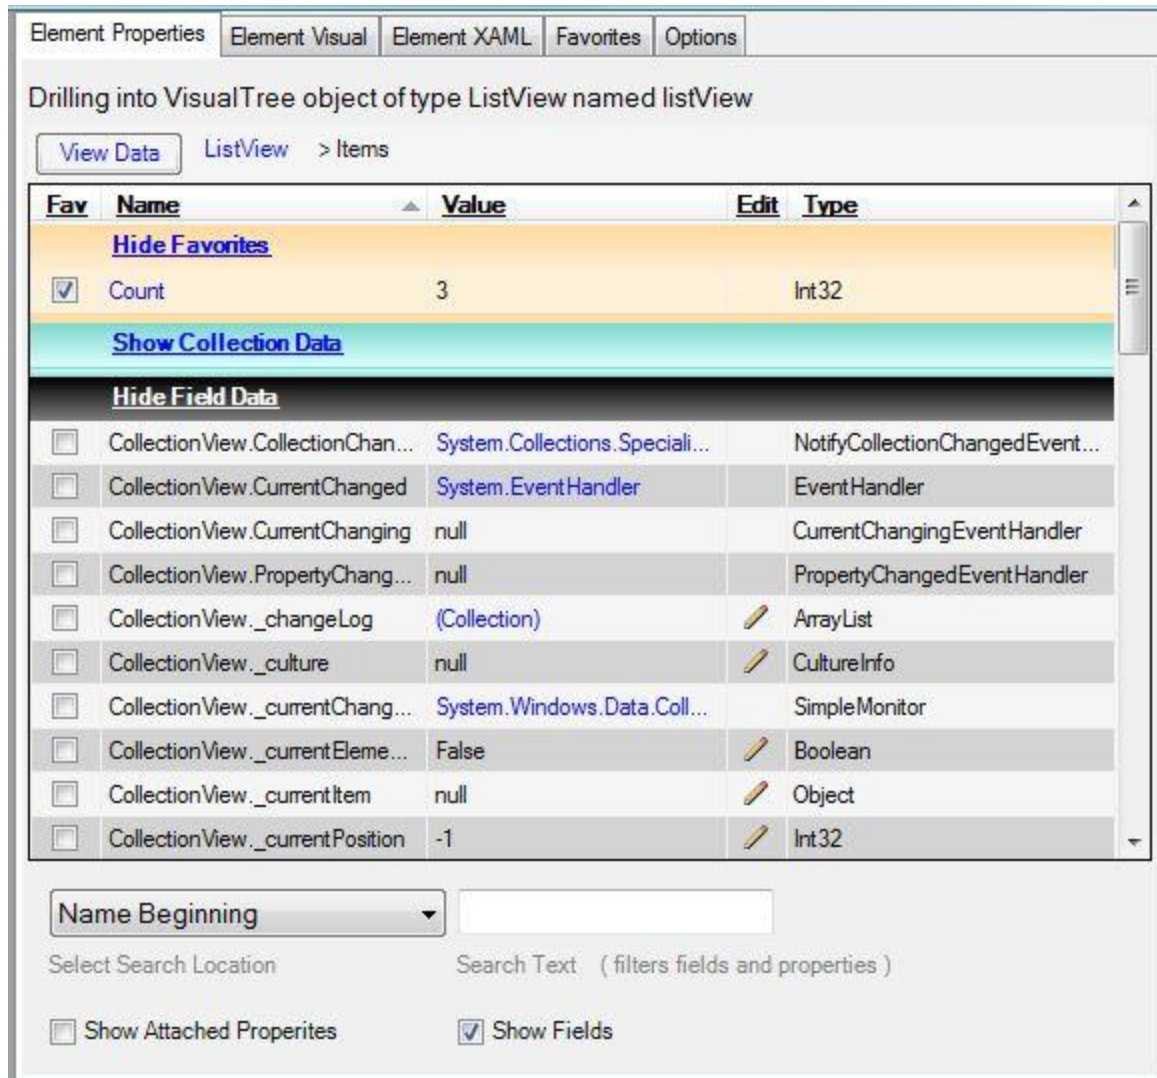 Element Properties Element Visual Element XAML Favorites Options
Drilling into VisualTree object of type ListView named listView
View Data ListView > Items
Fav Name Value Edit Type
Hide Favorites
Count 3 Int32
Show Collection Data
Hide Field Data
CollectionView.CollectionChan... System.Collections.Speciali... NotifyCollectionChangedEvent...
CollectionView.CurrentChanged System.EventHandler EventHandler
CollectionView.CurrentChanging null CurrentChangingEventHandler
CollectionView.PropertyChang... null PropertyChangedEventHandler
CollectionView._changeLog (Collection) ArrayList
CollectionView._culture null CultureInfo
CollectionView._currentChang... System.Windows.Data.Coll... SimpleMonitor
CollectionView._currentEleme... False Boolean
CollectionView._currentItem null Object
CollectionView._currentPosition -1 Int32
Name Beginning
Select Search Location Search Text ( filters fields and properties )
Show Attached Properites Show Fields